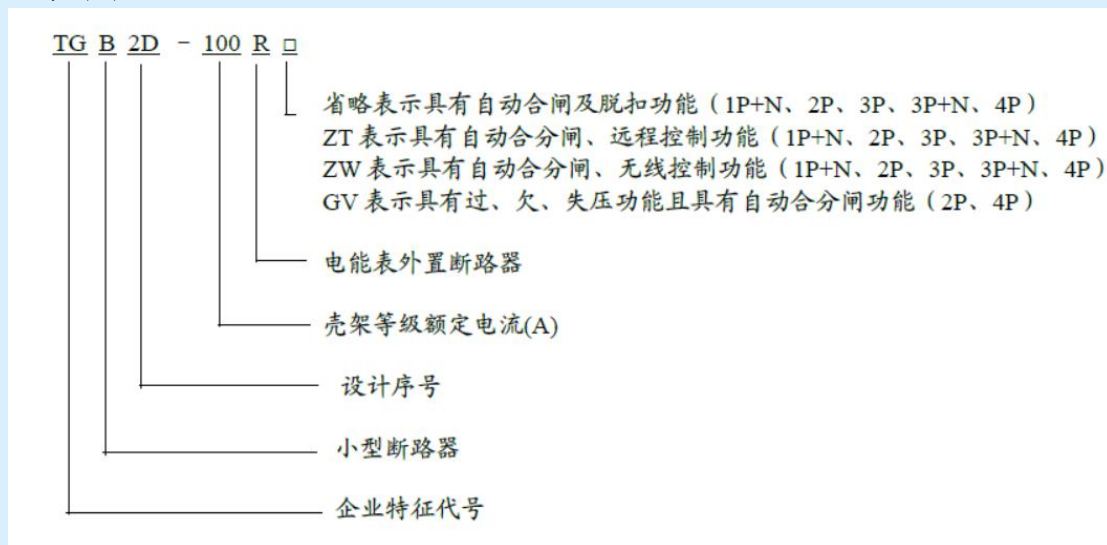 TG B 2D - 100 R □
省略表示具有自动合闸及脱扣功能（1P+N、2P、3P、3P+N、4P）
ZT 表示具有自动合分闸、远程控制功能（1P+N、2P、3P、3P+N、4P）
ZW 表示具有自动合分闸、无线控制功能（1P+N、2P、3P、3P+N、4P）
GV 表示具有过、欠、失压功能且具有自动合分闸功能（2P、4P）
电能表外置断路器
壳架等级额定电流(A)
设计序号
小型断路器
企业特征代号